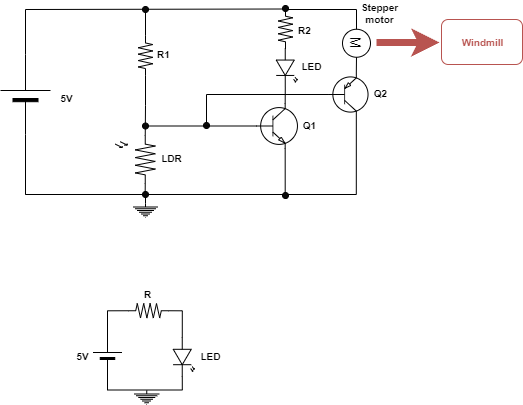 Stepper
motor
R2
R1
M
Windmill
LED
5V
Q2
Q1
LDR
R
5V
LED